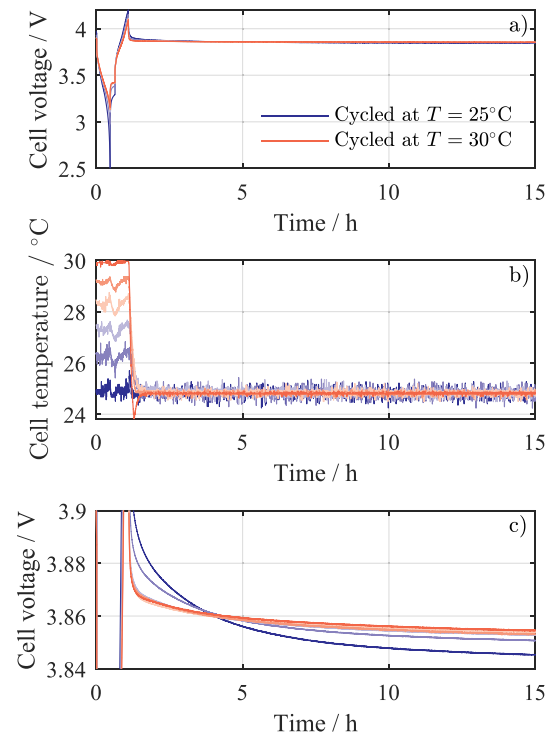 a)
4
3.5
3
2.5
Cell voltage / V
Cycled at T = 25°C
Cycled at T = 30°C
0 5 10 15
Time / h
b)
30
28
26
24
Cell temperature / °C
0 5 10 15
Time / h
c)
3.9
3.88
3.86
3.84
Cell voltage / V
0 5 10 15
Time / h